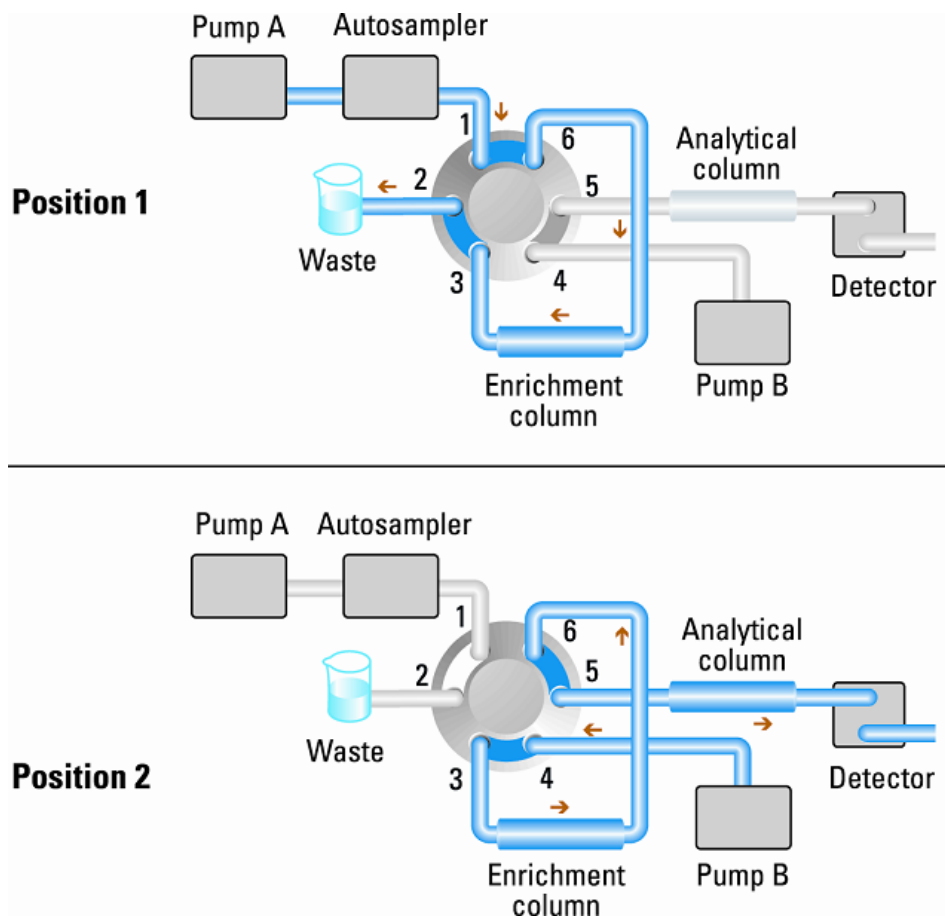 Pump A
Autosampler
1
6
Analytical
column
2
5
Position 1
Waste
3
4
Detector
Enrichment
column
Pump B
Pump A
Autosampler
1
6
Analytical
column
2
5
Waste
3
4
Position 2
Detector
Enrichment
column
Pump B